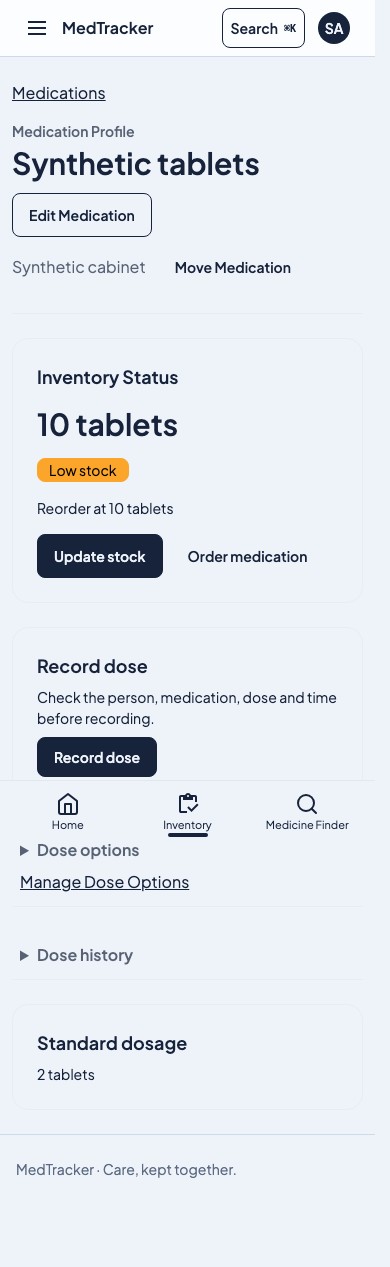 MedTracker
Search ⌘K
SA
Medications
Medication Profile
Synthetic tablets
Edit Medication
Synthetic cabinet
Move Medication
Inventory Status
10 tablets
Low stock
Reorder at 10 tablets
Update stock
Order medication
Record dose
Check the person, medication, dose and time
before recording.
Record dose
Home
Inventory
Medicine Finder
Dose options
Manage Dose Options
Dose history
Standard dosage
2 tablets
MedTracker · Care, kept together.